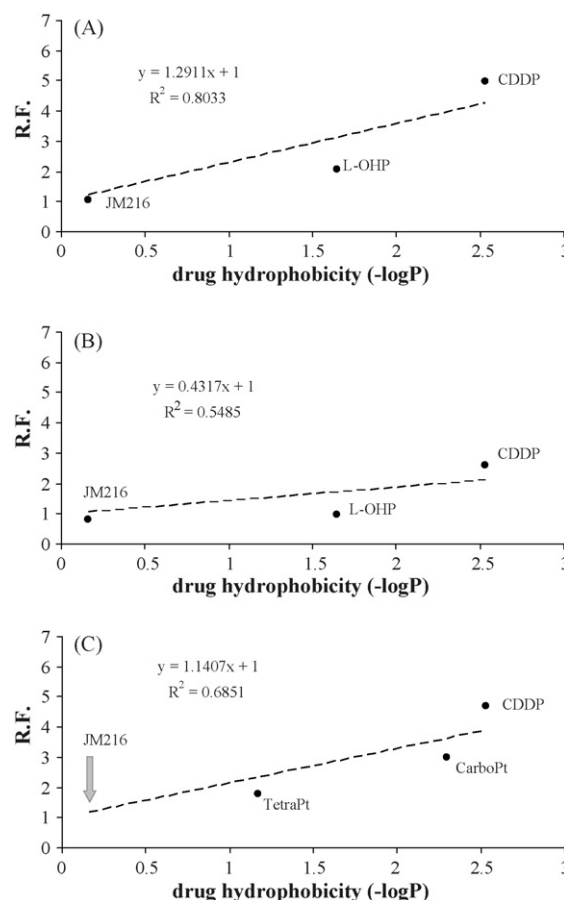 (A)
7
6
5
4
3
2
1
0
R.F.
y = 1.2911x + 1
R² = 0.8033
CDDP
L-OHP
JM216
0 0.5 1 1.5 2 2.5 3
drug hydrophobicity (-logP)
(B)
7
6
5
4
3
2
1
0
R.F.
y = 0.4317x + 1
R² = 0.5485
CDDP
JM216
L-OHP
0 0.5 1 1.5 2 2.5 3
drug hydrophobicity (-logP)
(C)
7
6
5
4
3
2
1
0
R.F.
y = 1.1407x + 1
R² = 0.6851
CDDP
JM216
CarboPt
TetraPt
0 0.5 1 1.5 2 2.5 3
drug hydrophobicity (-logP)